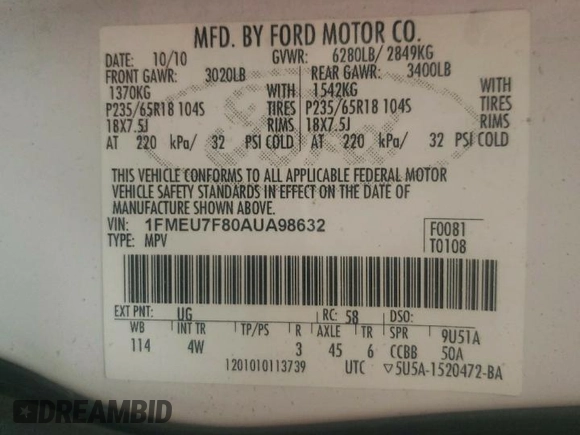 MFD. BY FORD MOTOR CO.
DATE: 10/10 GVWR: 6280LB/ 2849KG
FRONT GAWR: 3020LB REAR GAWR: 3400LB
1370KG WITH 1542KG WITH
P235/65R18 104S TIRES P235/65R18 104S TIRES
18X7.5J RIMS 18X7.5J RIMS
AT 220 kPa/ 32 PSI COLD AT 220 kPa/ 32 PSI COLD
Ford
THIS VEHICLE CONFORMS TO ALL APPLICABLE FEDERAL MOTOR
VEHICLE SAFETY STANDARDS IN EFFECT ON THE DATE OF
MANUFACTURE SHOWN ABOVE.
VIN: 1FMEU7F80AUA98632 F0081
TYPE: MPV T0108
EXT PNT: UG RC: 58 DSO:
WB INT TR TP/PS R AXLE TR SPR 9U51A
114 4W 3 45 6 CCBB 50A
1201010113739 UTC ▽5U5A-1520472-BA
DREAMBID